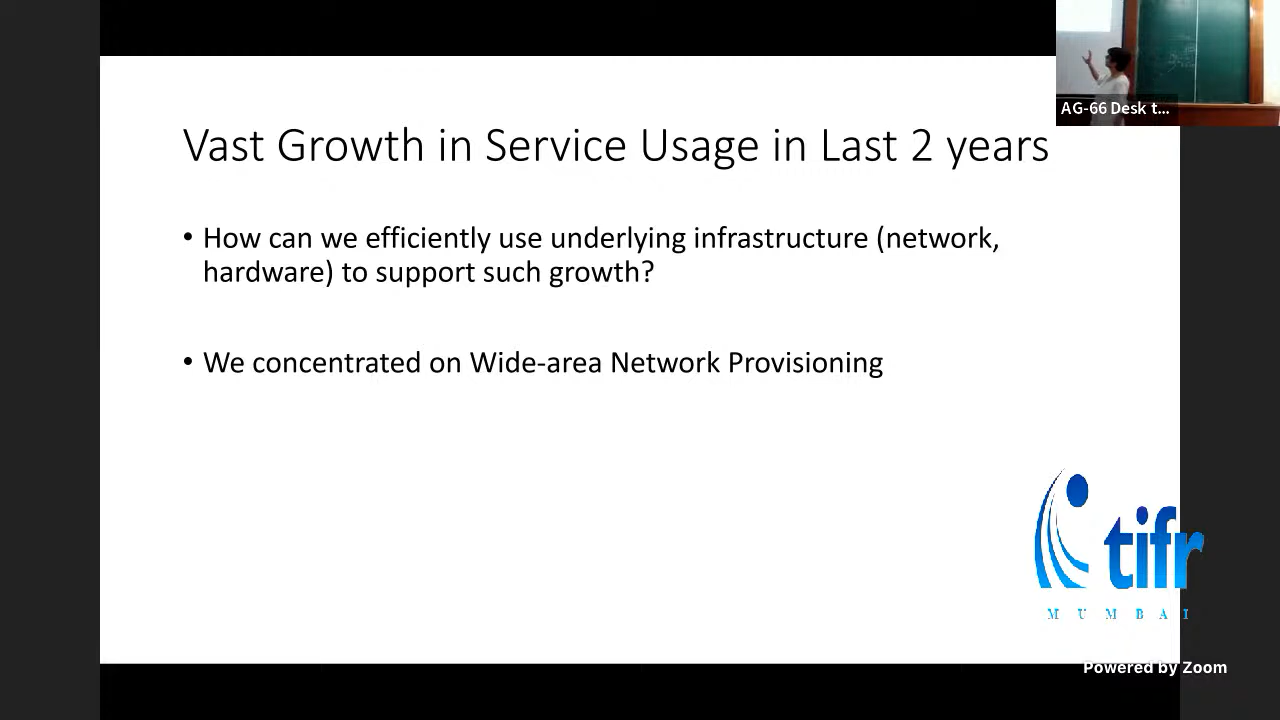 AG-66 Desk t...
Vast Growth in Service Usage in Last 2 years
• How can we efficiently use underlying infrastructure (network,
hardware) to support such growth?
• We concentrated on Wide-area Network Provisioning
tifr
MUMBAI
Powered by Zoom